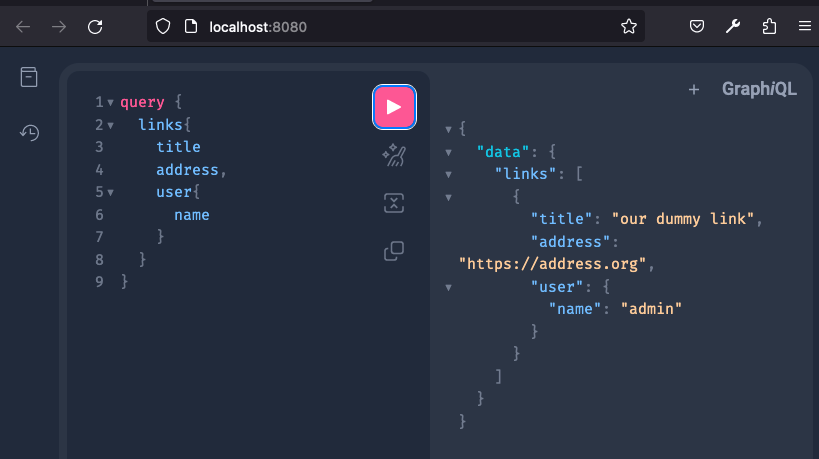 localhost:8080
GraphiQL
1 query {
2 links{
3 title
4 address,
5 user{
6 name
7 }
8 }
9 }
{
"data": {
"links": [
{
"title": "our dummy link",
"address":
"https://address.org",
"user": {
"name": "admin"
}
}
]
}
}